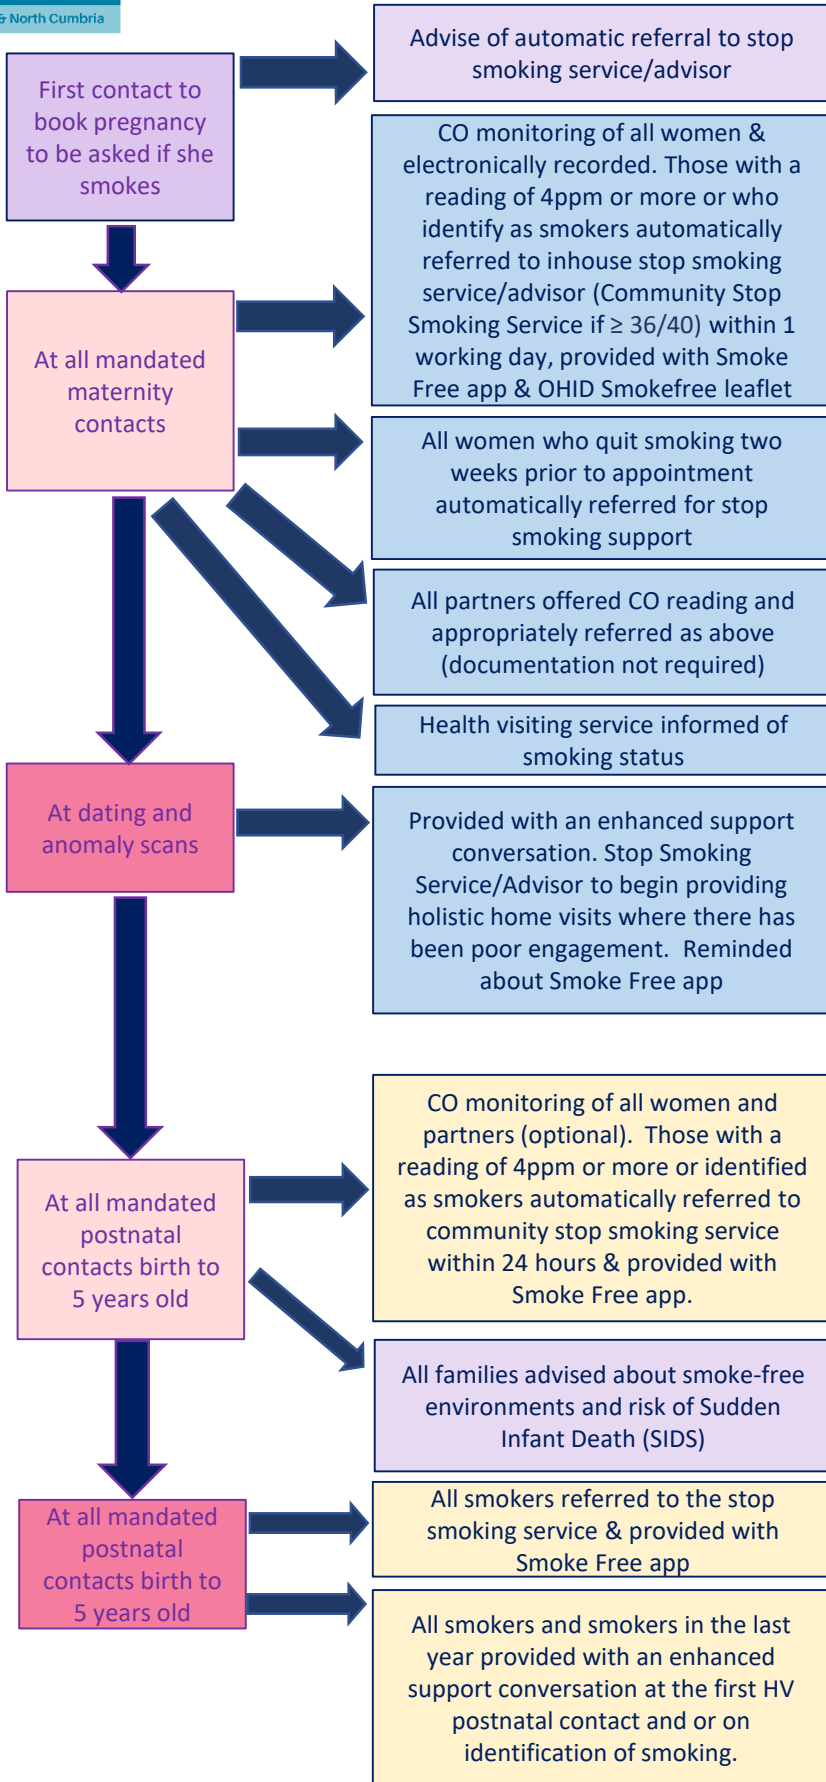 & North Cumbria
First contact to
book pregnancy
to be asked if she
smokes
Advise of automatic referral to stop
smoking service/advisor
At all mandated
maternity
contacts
CO monitoring of all women &
electronically recorded. Those with a
reading of 4ppm or more or who
identify as smokers automatically
referred to inhouse stop smoking
service/advisor (Community Stop
Smoking Service if ≥ 36/40) within 1
working day, provided with Smoke
Free app & OHID Smokefree leaflet
All women who quit smoking two
weeks prior to appointment
automatically referred for stop
smoking support
All partners offered CO reading and
appropriately referred as above
(documentation not required)
Health visiting service informed of
smoking status
At dating and
anomaly scans
Provided with an enhanced support
conversation. Stop Smoking
Service/Advisor to begin providing
holistic home visits where there has
been poor engagement.  Reminded
about Smoke Free app
At all mandated
postnatal
contacts birth to
5 years old
CO monitoring of all women and
partners (optional).  Those with a
reading of 4ppm or more or identified
as smokers automatically referred to
community stop smoking service
within 24 hours & provided with
Smoke Free app.
All families advised about smoke-free
environments and risk of Sudden
Infant Death (SIDS)
At all mandated
postnatal
contacts birth to
5 years old
All smokers referred to the stop
smoking service & provided with
Smoke Free app
All smokers and smokers in the last
year provided with an enhanced
support conversation at the first HV
postnatal contact and or on
identification of smoking.